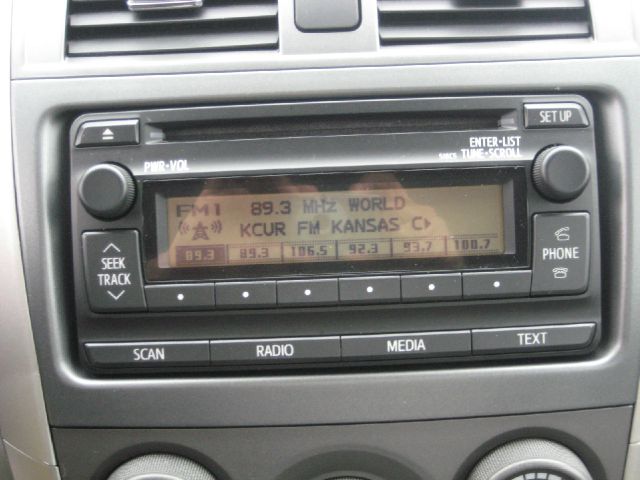 SET UP
ENTER•LIST
TUNE•SCROLL
PWR•VOL
FM1 89.3 MHz WORLD
KCUR FM KANSAS C
89.3 89.3 106.5 92.3 93.7 100.7
SEEK
TRACK
PHONE
SCAN RADIO MEDIA TEXT